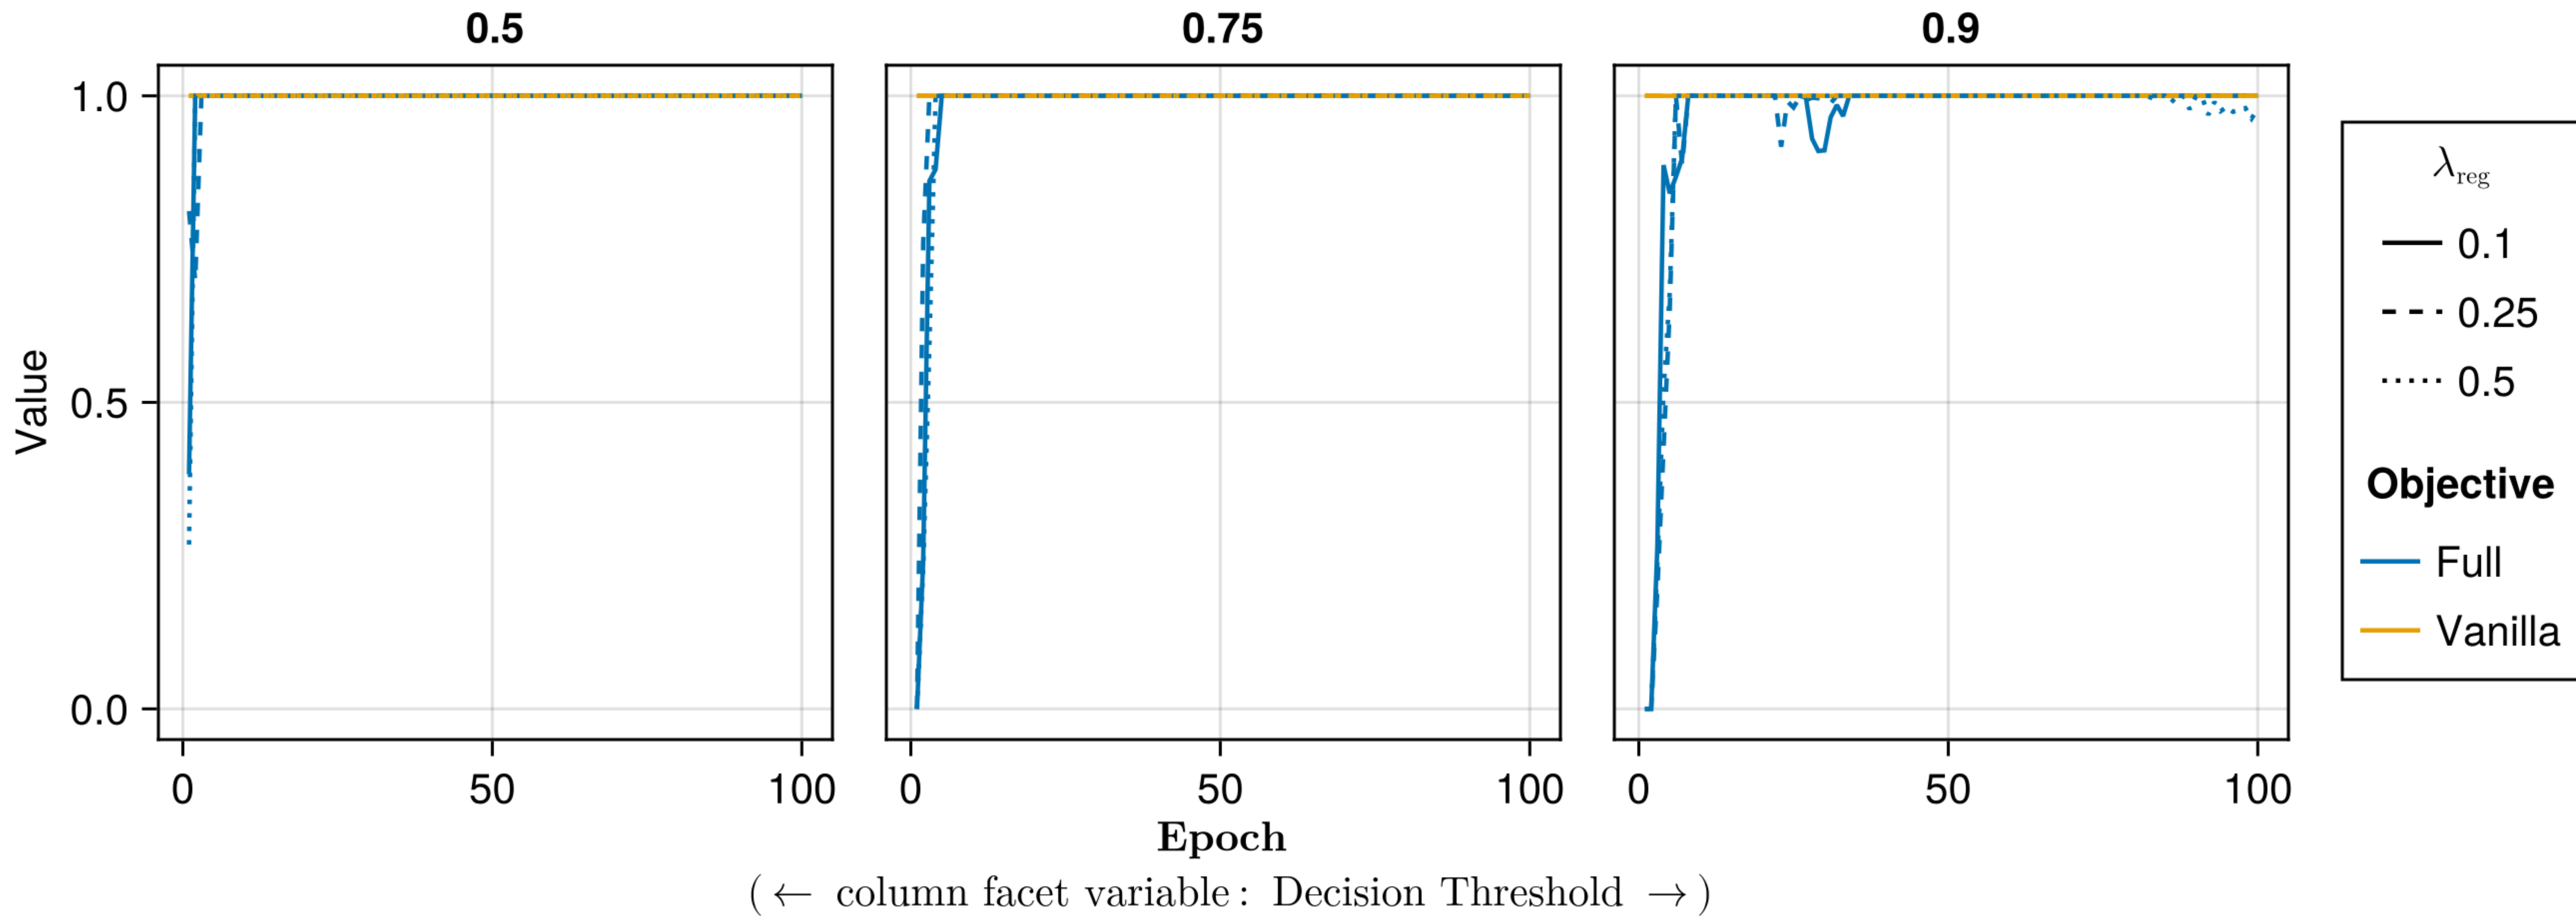 0.5 0.75 0.9
1.0
0.5
0.0
Value
0 50 100 0 50 100 0 50 100
Epoch
( ← column facet variable : Decision Threshold → )
λreg
0.1
0.25
0.5
Objective
Full
Vanilla